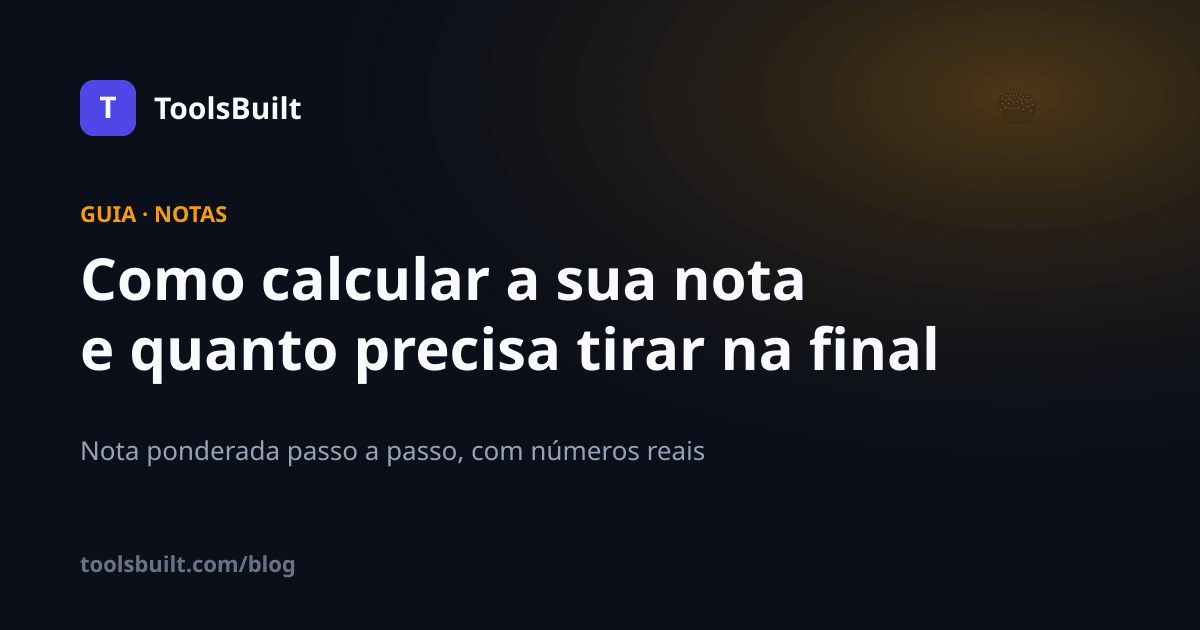 T
ToolsBuilt
GUIA · NOTAS
Como calcular a sua nota
e quanto precisa tirar na final
Nota ponderada passo a passo, com números reais
toolsbuilt.com/blog